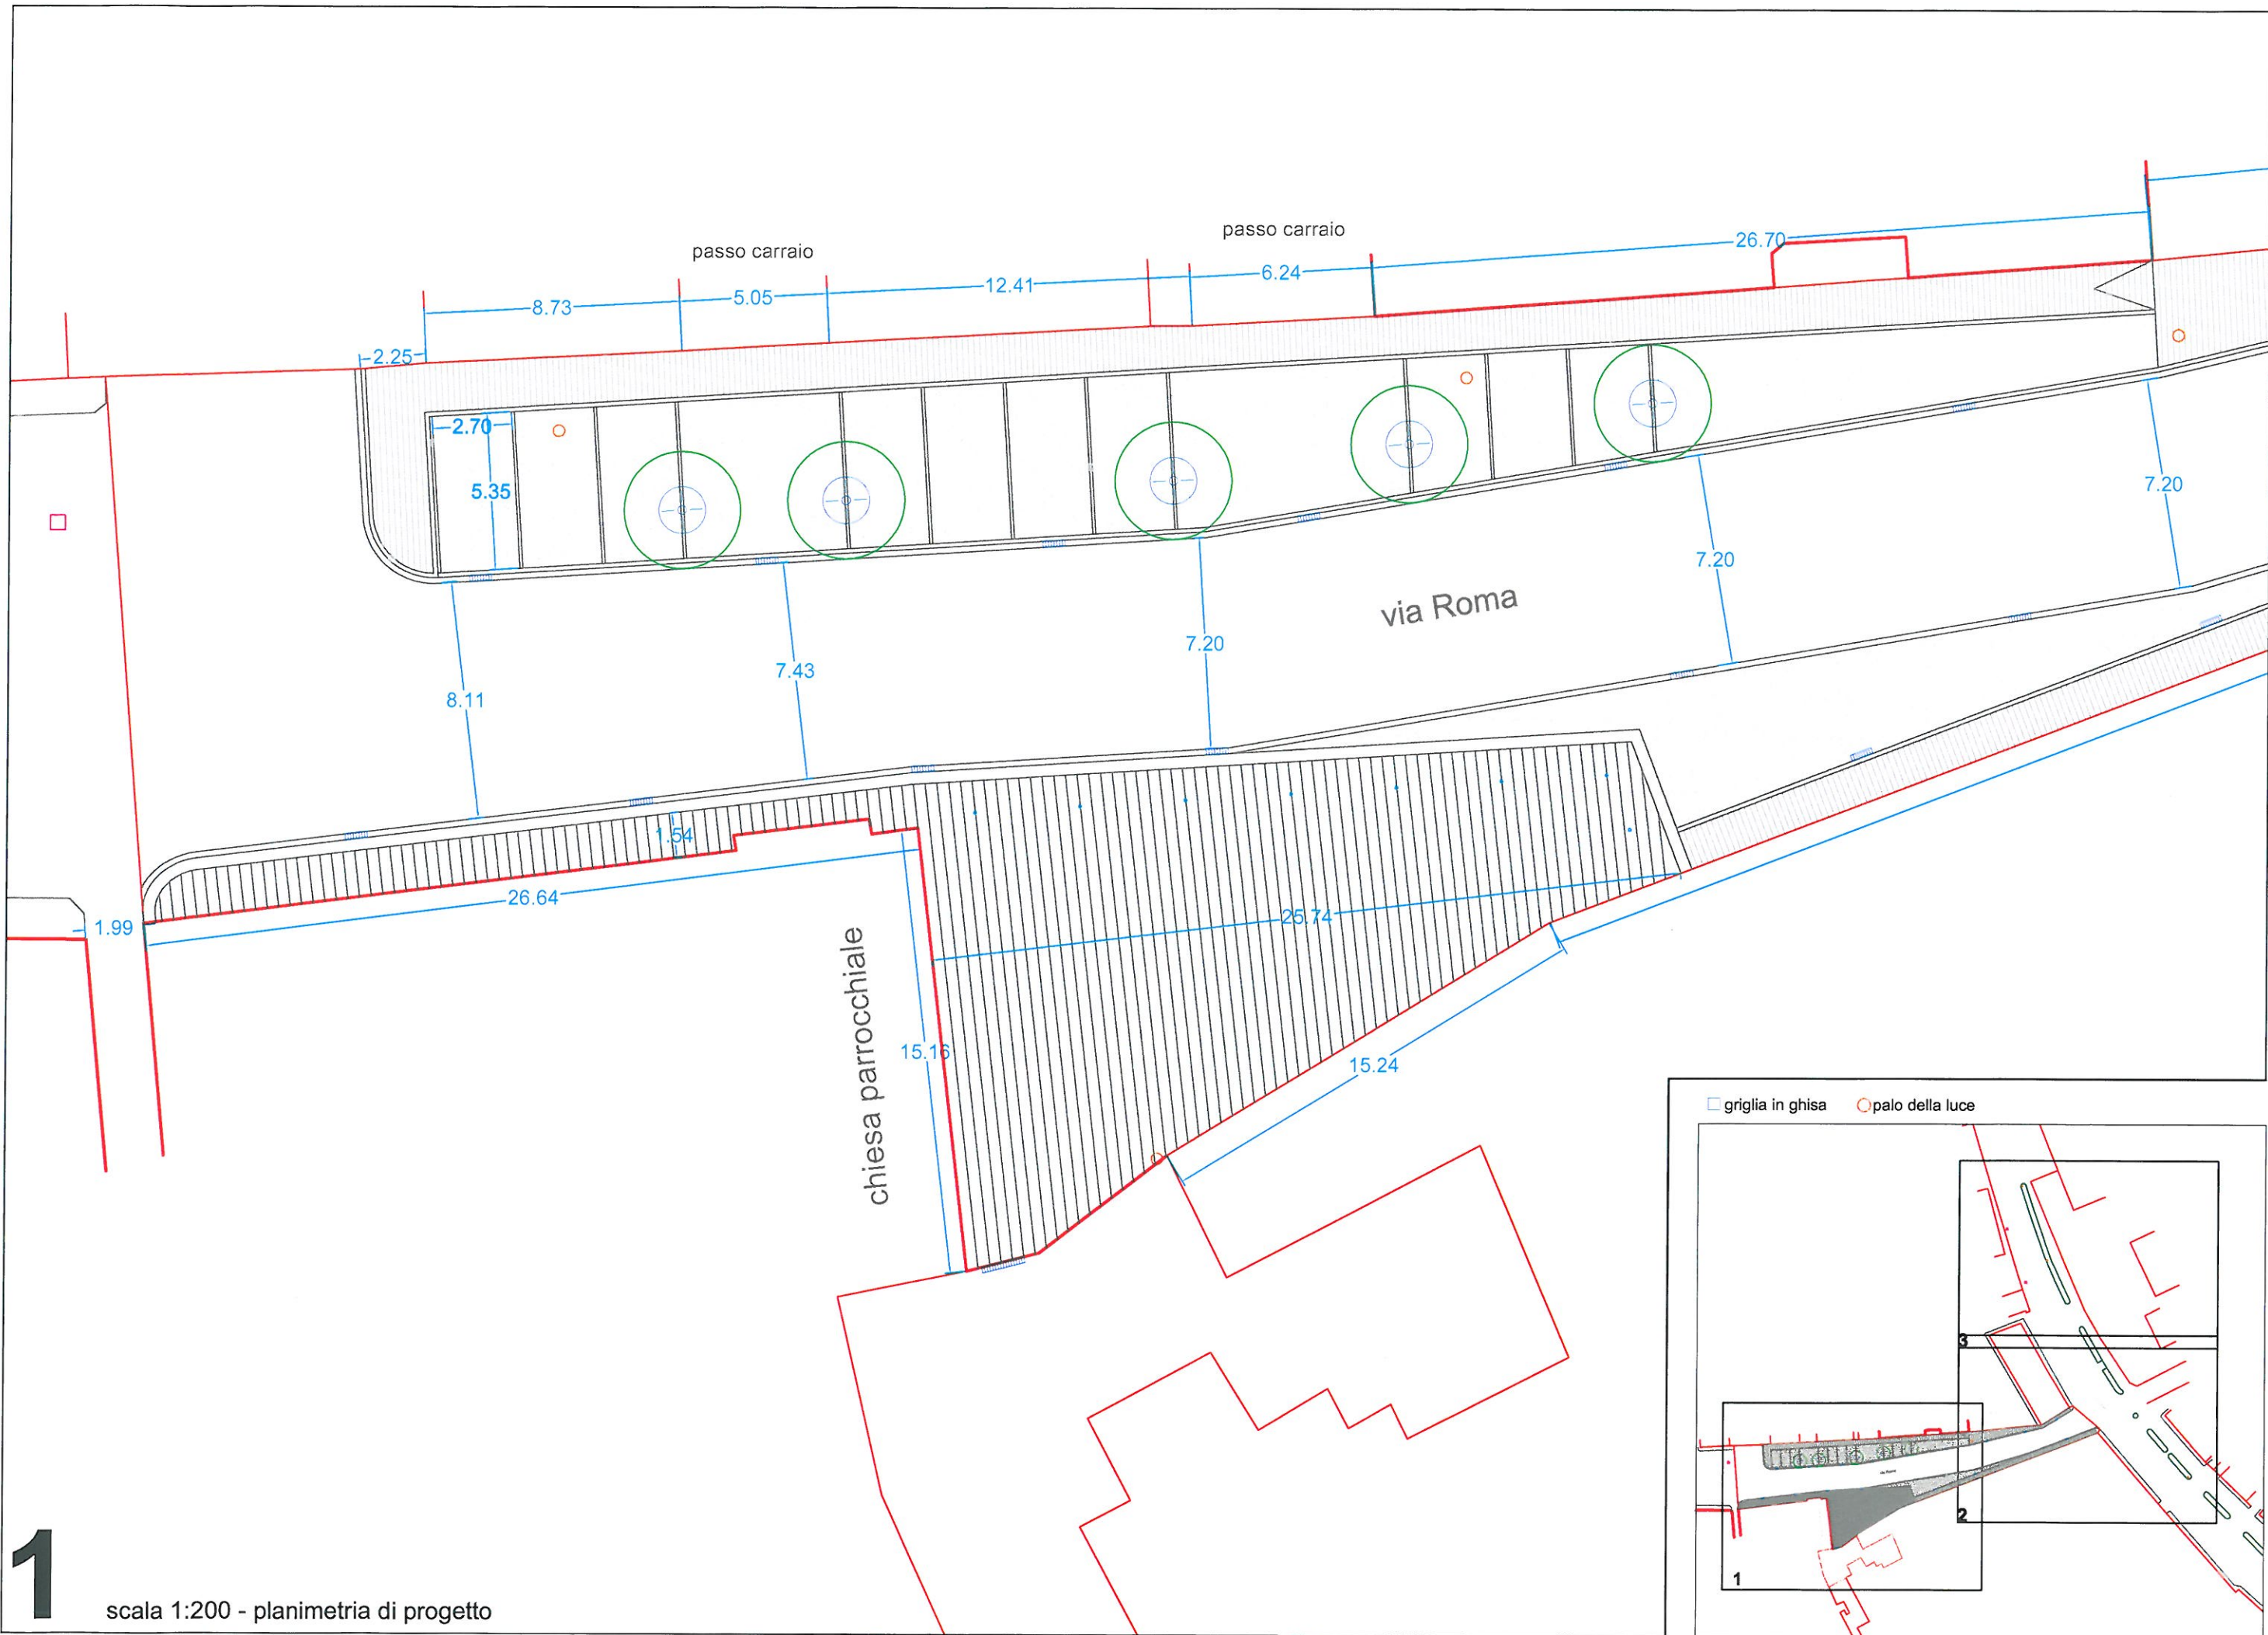 passo carraio
26.70
6.24
12.41
5.05
8.73
passo carraio
2.25
2.70
5.35
7.20
7.20
7.20
7.43
8.11
via Roma
1.54
26.64
1.99
25.74
chiesa parrocchiale
15.16
15.24
griglia in ghisa
palo della luce
3
via Roma
2
1
1
scala 1:200 - planimetria di progetto